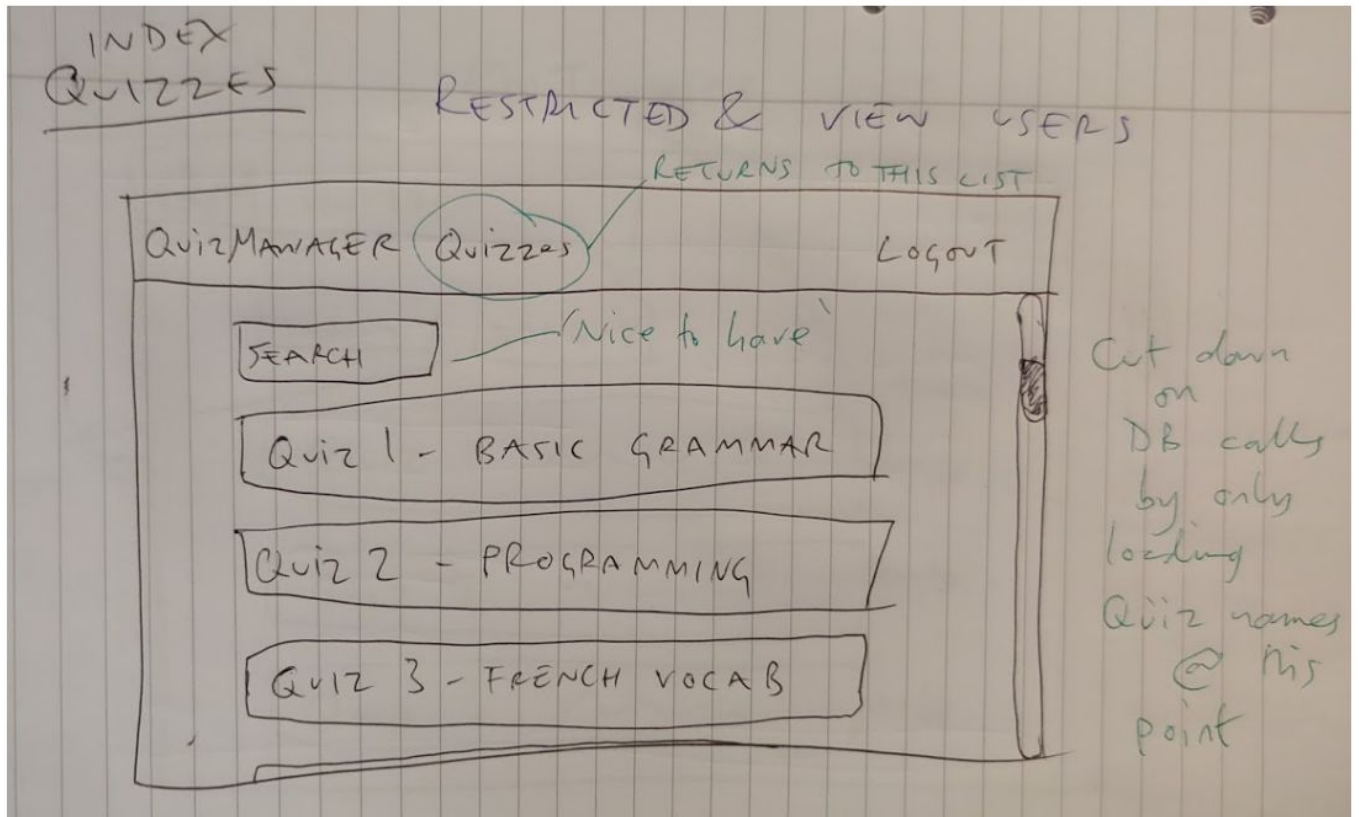 INDEX
QUIZZES
RESTRICTED & VIEW USERS
RETURNS TO THIS LIST
QUIZMANAGER Quizzes LOGOUT
SEARCH
'Nice to have'
Quiz 1 - BASIC GRAMMAR
Quiz 2 - PROGRAMMING
QUIZ 3 - FRENCH VOCAB
Cut down
on
DB calls
by only
loading
Quiz names
@ this
point